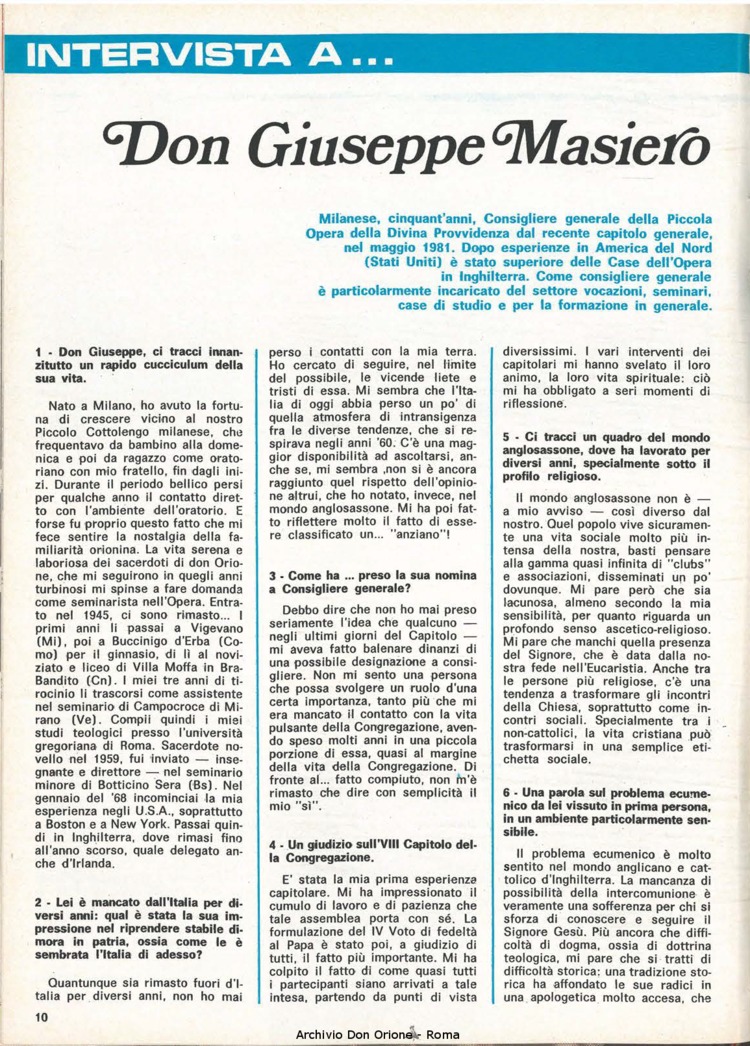 INTERVISTA A...
Don Giuseppe Masiero
Milanese, cinquant'anni, Consigliere generale della Piccola
Opera della Divina Provvidenza dal recente capitolo generale,
nel maggio 1981. Dopo esperienze in America del Nord
(Stati Uniti) è stato superiore delle Case dell'Opera
in Inghilterra. Come consigliere generale
è particolarmente incaricato del settore vocazioni, seminari,
case di studio e per la formazione in generale.
1 - Don Giuseppe, ci tracci innan-
zitutto un rapido cucciculum della
sua vita.
Nato a Milano, ho avuto la fortu-
na di crescere vicino al nostro
Piccolo Cottolengo milanese, che
frequentavo da bambino alla dome-
nica e poi da ragazzo come orato-
riano con mio fratello, fin dagli ini-
zi. Durante il periodo bellico persi
per qualche anno il contatto diret-
to con l'ambiente dell'oratorio. E
forse fu proprio questo fatto che mi
fece sentire la nostalgia della fa-
miliarità orionina. La vita serena e
laboriosa dei sacerdoti di don Orio-
ne, che mi seguirono in quegli anni
turbinosi mi spinse a fare domanda
come seminarista nell'Opera. Entra-
to nel 1945, ci sono rimasto... I
primi anni li passai a Vigevano
(Mi), poi a Buccinigo d'Erba (Co-
mo) per il ginnasio, di lì al novi-
ziato e liceo di Villa Moffa in Bra-
Bandito (Cn). I miei tre anni di ti-
rocinio li trascorsi come assistente
nel seminario di Campocroce di Mi-
rano (Ve). Compii quindi i miei
studi teologici presso l'università
gregoriana di Roma. Sacerdote no-
vello nel 1959, fui inviato — inse-
gnante e direttore — nel seminario
minore di Botticino Sera (Bs). Nel
gennaio del '68 incominciai la mia
esperienza negli U.S.A., soprattutto
a Boston e a New York. Passai quin-
di in Inghilterra, dove rimasi fino
all'anno scorso, quale delegato an-
che d'Irlanda.
2 - Lei è mancato dall'Italia per di-
versi anni: qual è stata la sua im-
pressione nel riprendere stabile di-
mora in patria, ossia come le è
sembrata l'Italia di adesso?
Quantunque sia rimasto fuori d'I-
talia per diversi anni, non ho mai
perso i contatti con la mia terra.
Ho cercato di seguire, nel limite
del possibile, le vicende liete e
tristi di essa. Mi sembra che l'Ita-
lia di oggi abbia perso un po' di
quella atmosfera di intransigenza
fra le diverse tendenze, che si re-
spirava negli anni '60. C'è una mag-
gior disponibilità ad ascoltarsi, an-
che se, mi sembra ,non si è ancora
raggiunto quel rispetto dell'opinio-
ne altrui, che ho notato, invece, nel
mondo anglosassone. Mi ha poi fat-
to riflettere molto il fatto di esse-
re classificato un... "anziano"!
3 - Come ha ... preso la sua nomina
a Consigliere generale?
Debbo dire che non ho mai preso
seriamente l'idea che qualcuno —
negli ultimi giorni del Capitolo —
mi aveva fatto balenare dinanzi di
una possibile designazione a consi-
gliere. Non mi sento una persona
che possa svolgere un ruolo d'una
certa importanza, tanto più che mi
era mancato il contatto con la vita
pulsante della Congregazione, aven-
do speso molti anni in una piccola
porzione di essa, quasi al margine
della vita della Congregazione. Di
fronte al... fatto compiuto, non m'è
rimasto che dire con semplicità il
mio "sì".
4 - Un giudizio sull'VIII Capitolo del-
la Congregazione.
E' stata la mia prima esperienza
capitolare. Mi ha impressionato il
cumulo di lavoro e di pazienza che
tale assemblea porta con sé. La
formulazione del IV Voto di fedeltà
al Papa è stato poi, a giudizio di
tutti, il fatto più importante. Mi ha
colpito il fatto di come quasi tutti
i partecipanti siano arrivati a tale
intesa, partendo da punti di vista
diversissimi. I vari interventi dei
capitolari mi hanno svelato il loro
animo, la loro vita spirituale: ciò
mi ha obbligato a seri momenti di
riflessione.
5 - Ci tracci un quadro del mondo
anglosassone, dove ha lavorato per
diversi anni, specialmente sotto il
profilo religioso.
Il mondo anglosassone non è —
a mio avviso — così diverso dal
nostro. Quel popolo vive sicuramen-
te una vita sociale molto più in-
tensa della nostra, basti pensare
alla gamma quasi infinita di "clubs"
e associazioni, disseminati un po'
dovunque. Mi pare però che sia
lacunosa, almeno secondo la mia
sensibilità, per quanto riguarda un
profondo senso ascetico-religioso.
Mi pare che manchi quella presenza
del Signore, che è data dalla no-
stra fede nell'Eucaristia. Anche tra
le persone più religiose, c'è una
tendenza a trasformare gli incontri
della Chiesa, soprattutto come in-
contri sociali. Specialmente tra i
non-cattolici, la vita cristiana può
trasformarsi in una semplice eti-
chetta sociale.
6 - Una parola sul problema ecume-
nico da lei vissuto in prima persona,
in un ambiente particolarmente sen-
sibile.
Il problema ecumenico è molto
sentito nel mondo anglicano e cat-
tolico d'Inghilterra. La mancanza di
possibilità della intercomunione è
veramente una sofferenza per chi si
sforza di conoscere e seguire il
Signore Gesù. Più ancora che diffi-
coltà di dogma, ossia di dottrina
teologica, mi pare che si tratti di
difficoltà storica: una tradizione sto-
rica ha affondato le sue radici in
una apologetica molto accesa, che
10
Archivio Don Orione - Roma